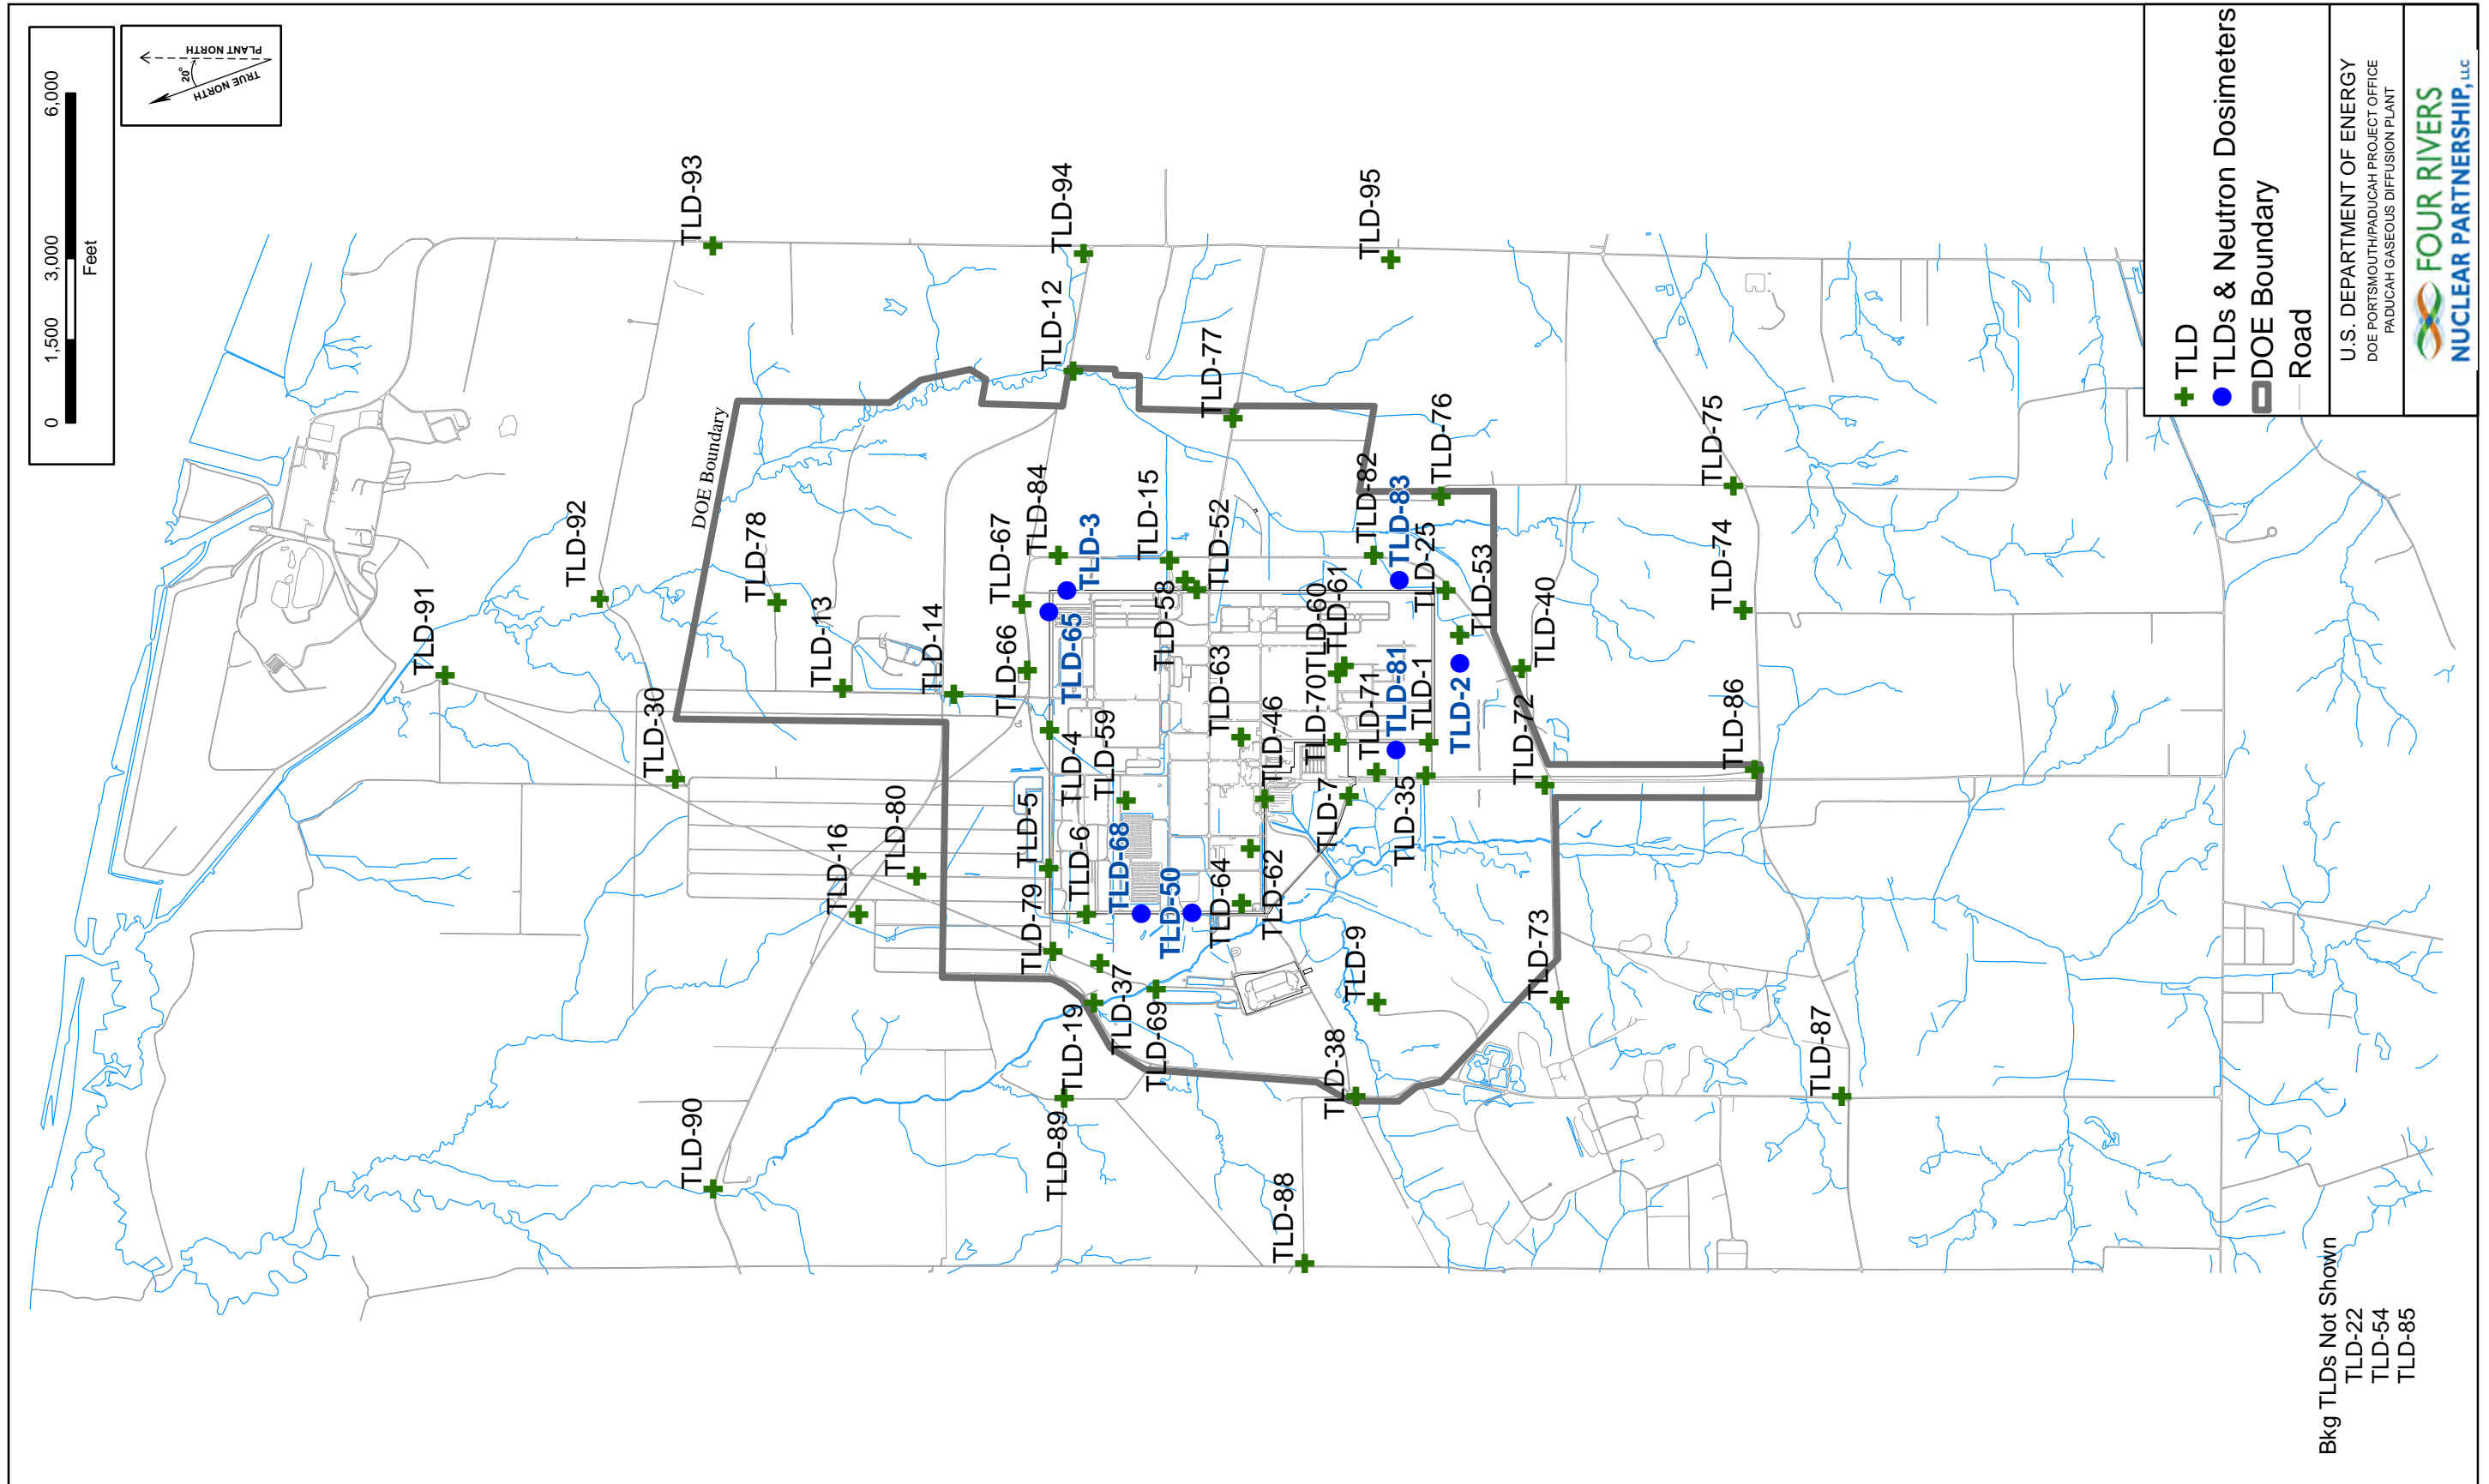 0
1,500
3,000
6,000
Feet
PLANT NORTH
20°
TRUE NORTH
TLD-93
TLD-94
TLD-95
TLD-12
TLD-77
TLD-76
TLD-75
DOE Boundary
TLD-92
TLD-78
TLD-84
TLD-67
TLD-3
TLD-15
TLD-52
TLD-82
TLD-83
TLD-25
TLD-53
TLD-74
TLD-91
TLD-13
TLD-14
TLD-66
TLD-65
TLD-58
TLD-60
TLD-61
TLD-40
TLD-30
TLD-4
TLD-59
TLD-63
TLD-46
TLD-70
TLD-71
TLD-81
TLD-1
TLD-2
TLD-72
TLD-86
TLD-16
TLD-80
TLD-5
TLD-6
TLD-68
TLD-50
TLD-64
TLD-62
TLD-7
TLD-35
TLD-79
TLD-37
TLD-9
TLD-73
TLD-19
TLD-69
TLD-38
TLD-87
TLD-90
TLD-89
TLD-88
TLD
TLDs & Neutron Dosimeters
DOE Boundary
Road
U.S. DEPARTMENT OF ENERGY
DOE PORTSMOUTH/PADUCAH PROJECT OFFICE
PADUCAH GASEOUS DIFFUSION PLANT
FOUR RIVERS
NUCLEAR PARTNERSHIP, LLC
Bkg TLDs Not Shown
TLD-22
TLD-54
TLD-85